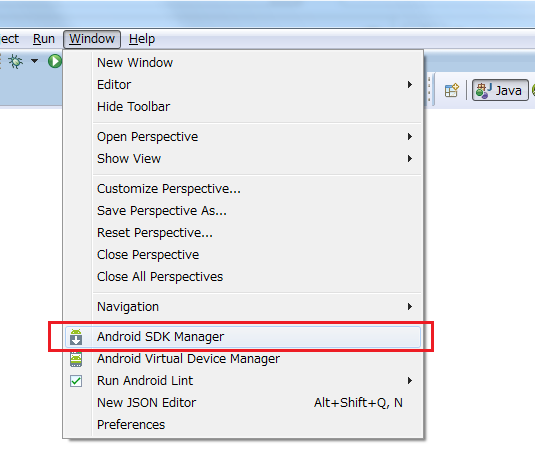 ect Run Window Help
New Window
Editor
Hide Toolbar
Java
Open Perspective
Show View
Customize Perspective...
Save Perspective As...
Reset Perspective...
Close Perspective
Close All Perspectives
Navigation
Android SDK Manager
Android Virtual Device Manager
Run Android Lint
New JSON Editor Alt+Shift+Q, N
Preferences